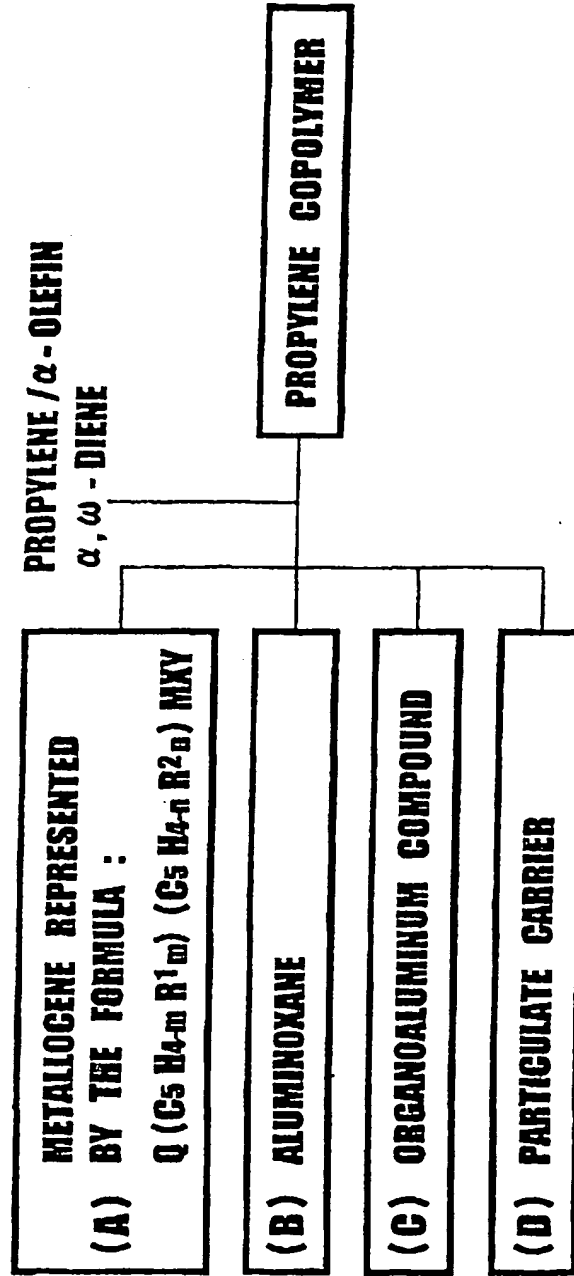 METALLOCENE REPRESENTED
(A) BY THE FORMULA :
Q (C5 H4-m R1m) (C5 H4-n R2n) MXY
(B) ALUMINOXANE
(C) ORGANOALUMINUM COMPOUND
(D) PARTICULATE CARRIER
PROPYLENE / α - OLEFIN
α , ω - DIENE
PROPYLENE COPOLYMER